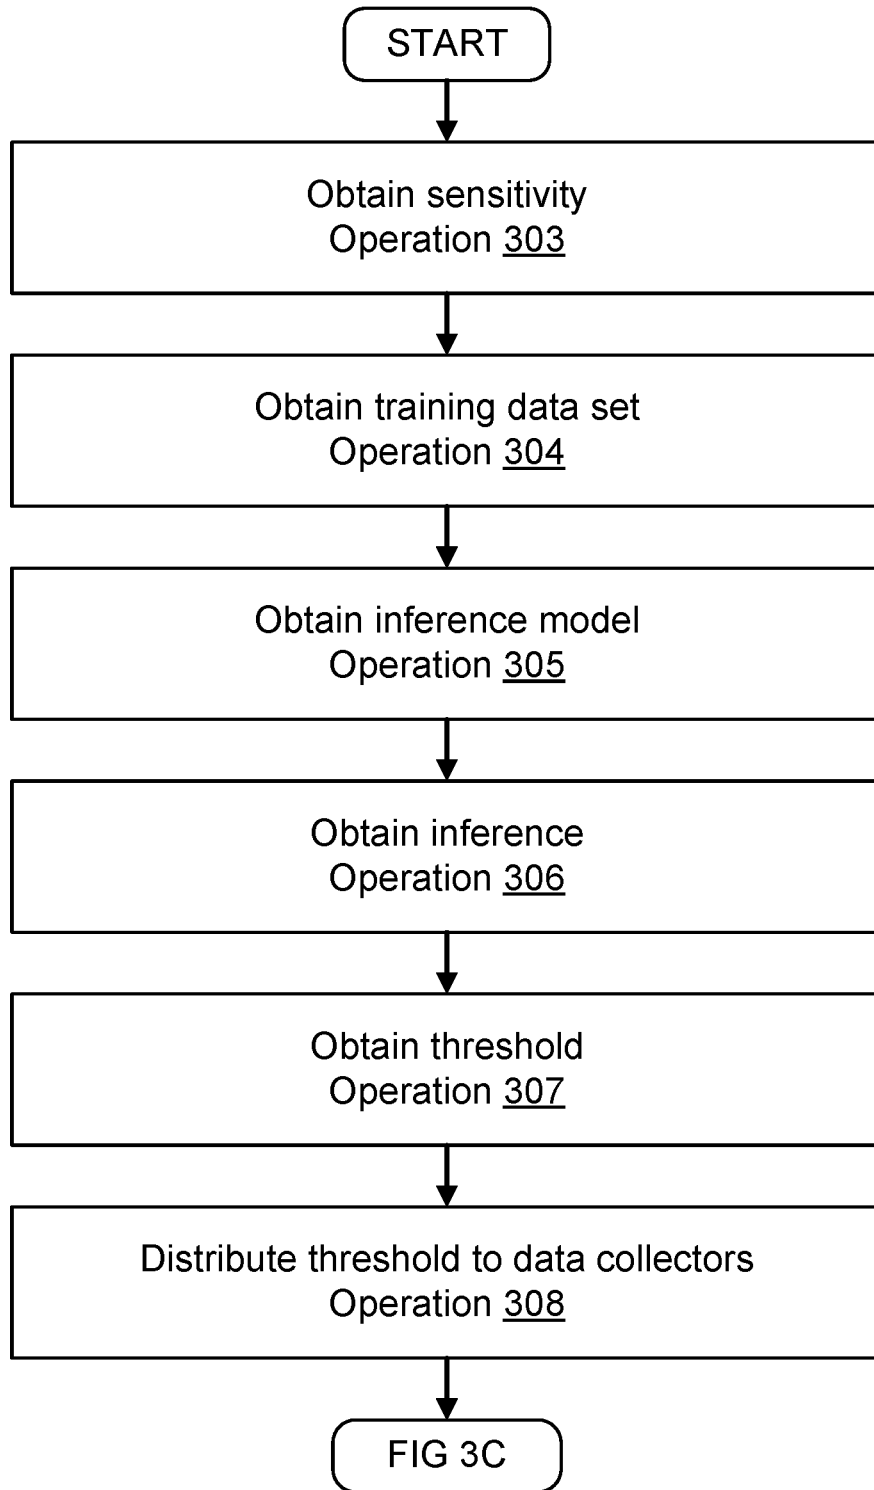 START
Obtain sensitivity
Operation 303
Obtain training data set
Operation 304
Obtain inference model
Operation 305
Obtain inference
Operation 306
Obtain threshold
Operation 307
Distribute threshold to data collectors
Operation 308
FIG 3C